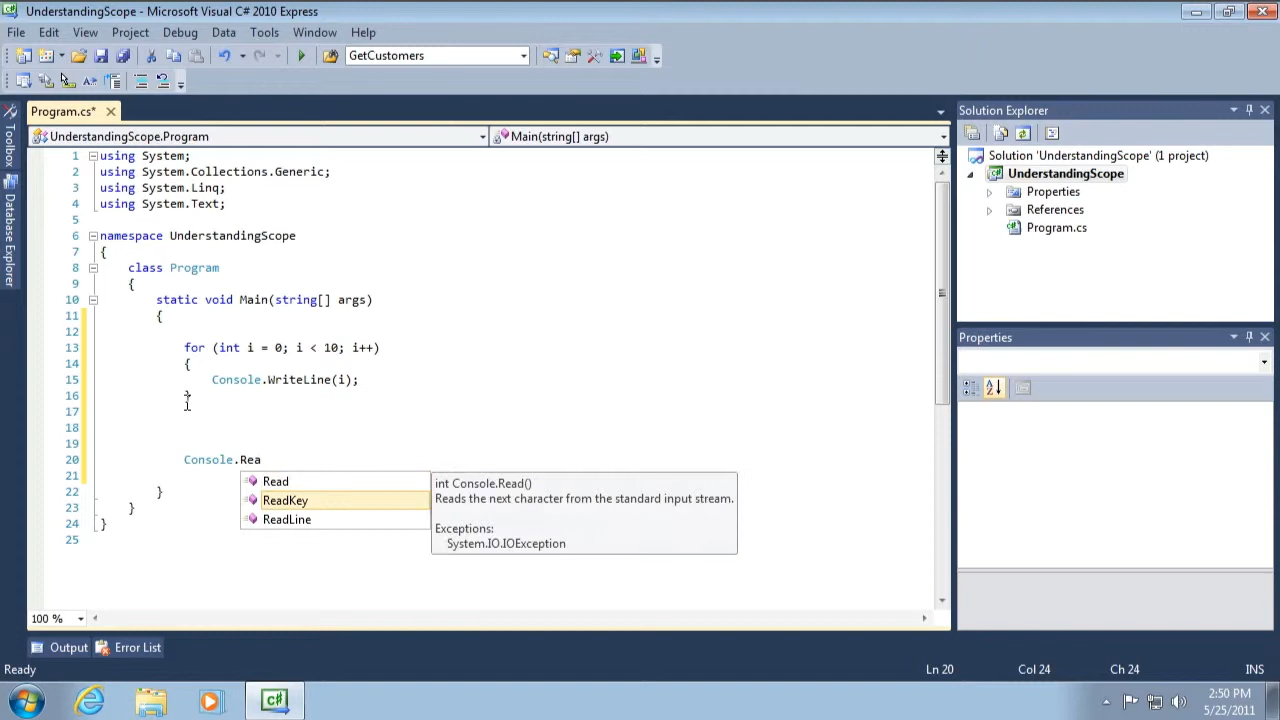 UnderstandingScope - Microsoft Visual C# 2010 Express
File Edit View Project Debug Data Tools Window Help
GetCustomers
Program.cs*
UnderstandingScope.Program
Main(string[] args)
Toolbox
Database Explorer
1 using System;
2 using System.Collections.Generic;
3 using System.Linq;
4 using System.Text;
5
6 namespace UnderstandingScope
7 {
8 class Program
9 {
10 static void Main(string[] args)
11 {
12
13 for (int i = 0; i < 10; i++)
14 {
15 Console.WriteLine(i);
16 }
17
18
19
20 Console.Rea
21
22 }
23 }
24 }
25
Read
ReadKey
ReadLine
int Console.Read()
Reads the next character from the standard input stream.
Exceptions:
System.IO.IOException
100 %
Solution Explorer
Solution 'UnderstandingScope' (1 project)
UnderstandingScope
Properties
References
Program.cs
Properties
Output Error List
Ready Ln 20 Col 24 Ch 24 INS
2:50 PM
5/25/2011